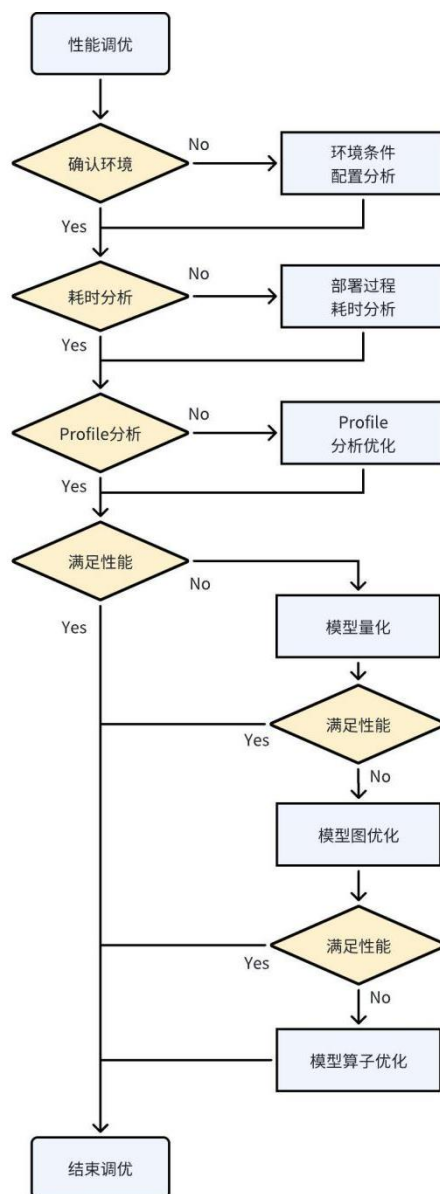 性能调优
确认环境
No
环境条件
配置分析
Yes
耗时分析
No
部署过程
耗时分析
Yes
Profile分析
No
Profile
分析优化
Yes
满足性能
No
Yes
模型量化
满足性能
Yes
No
模型图优化
满足性能
Yes
No
模型算子优化
结束调优